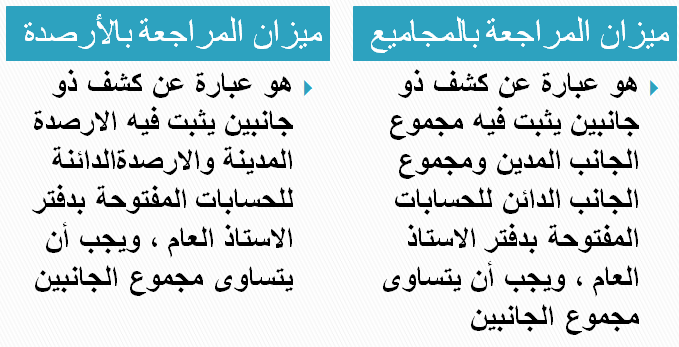 ميزان المراجعة بالمجاميع
هو عبارة عن كشف ذو
جانبين يثبت فيه مجموع
الجانب المدين ومجموع
الجانب الدائن للحسابات
المفتوحة بدفتر الاستاذ
العام ، ويجب أن يتساوى
مجموع الجانبين
ميزان المراجعة بالأرصدة
هو عبارة عن كشف ذو
جانبين يثبت فيه الارصدة
المدينة والارصدةالدائنة
للحسابات المفتوحة بدفتر
الاستاذ العام ، ويجب أن
يتساوى مجموع الجانبين